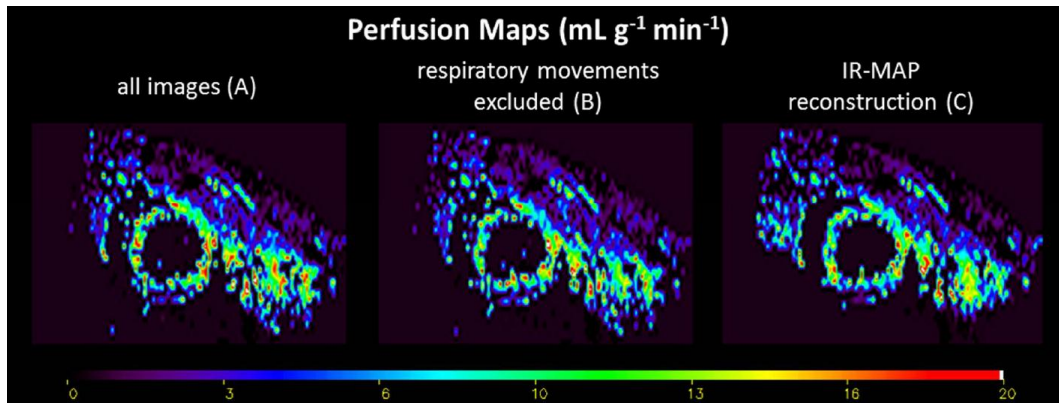 Perfusion Maps (mL g⁻¹ min⁻¹)
all images (A)
respiratory movements
excluded (B)
IR-MAP
reconstruction (C)
0 3 6 10 13 16 20